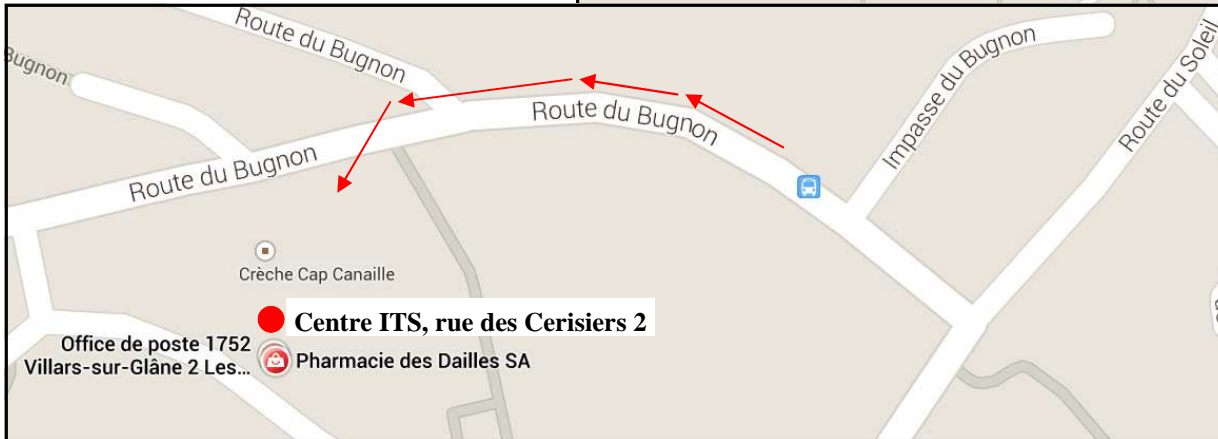 Route du Bugnon
Bugnon
Impasse du Bugnon
Route du Soleil
Route du Bugnon
Route du Bugnon
Crèche Cap Canaille
Centre ITS, rue des Cerisiers 2
Office de poste 1752
Villars-sur-Glâne 2 Les...
Pharmacie des Dailles SA